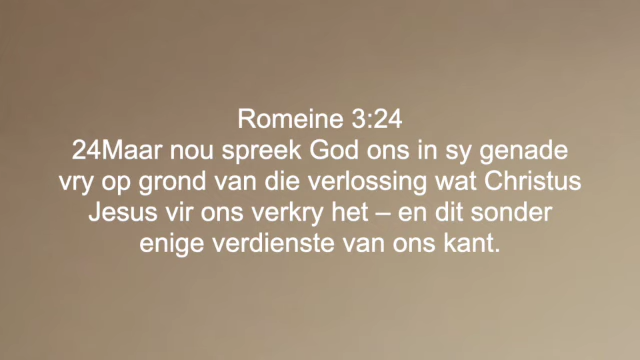 Romeine 3:24
24Maar nou spreek God ons in sy genade
vry op grond van die verlossing wat Christus
Jesus vir ons verkry het – en dit sonder
enige verdienste van ons kant.